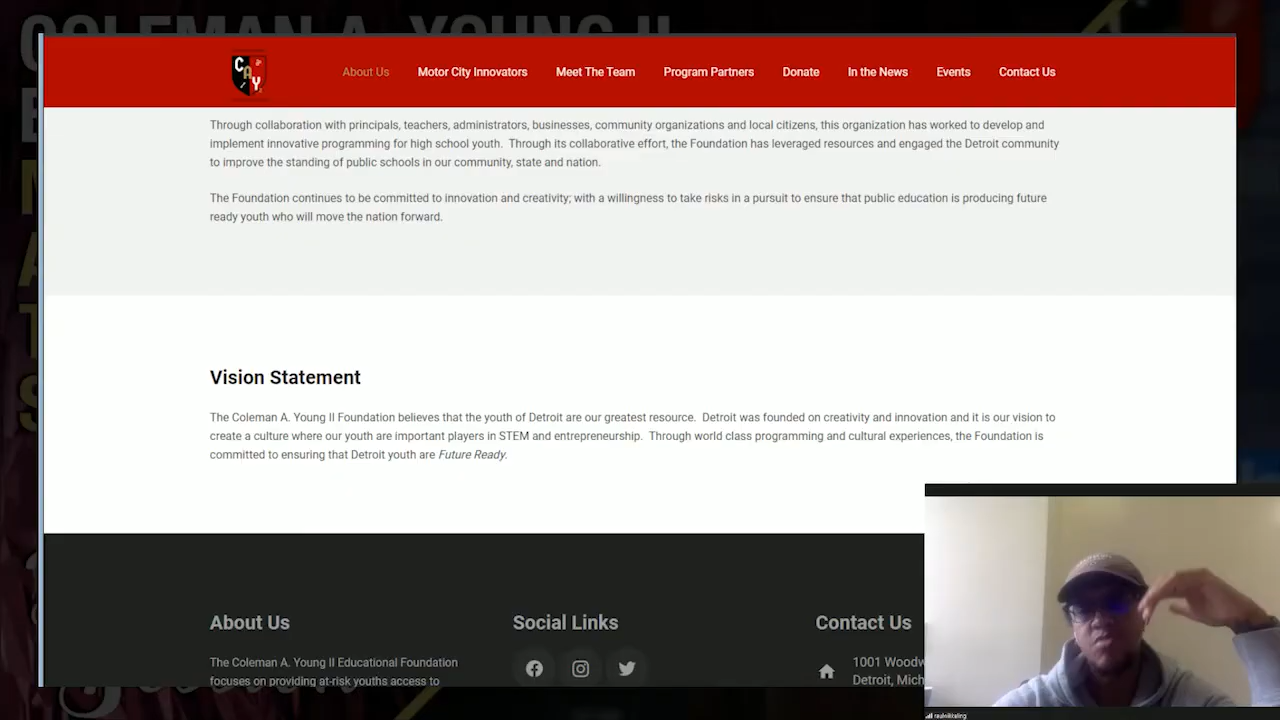 COLEMAN A. YOUNG II
C A Y
About Us
Motor City Innovators
Meet The Team
Program Partners
Donate
In the News
Events
Contact Us
Through collaboration with principals, teachers, administrators, businesses, community organizations and local citizens, this organization has worked to develop and
implement innovative programming for high school youth. Through its collaborative effort, the Foundation has leveraged resources and engaged the Detroit community
to improve the standing of public schools in our community, state and nation.
The Foundation continues to be committed to innovation and creativity; with a willingness to take risks in a pursuit to ensure that public education is producing future
ready youth who will move the nation forward.
Vision Statement
The Coleman A. Young II Foundation believes that the youth of Detroit are our greatest resource. Detroit was founded on creativity and innovation and it is our vision to
create a culture where our youth are important players in STEM and entrepreneurship. Through world class programming and cultural experiences, the Foundation is
committed to ensuring that Detroit youth are Future Ready.
About Us
The Coleman A. Young II Educational Foundation
focuses on providing at-risk youths access to
Social Links
Contact Us
1001 Woodw
Detroit, Mich